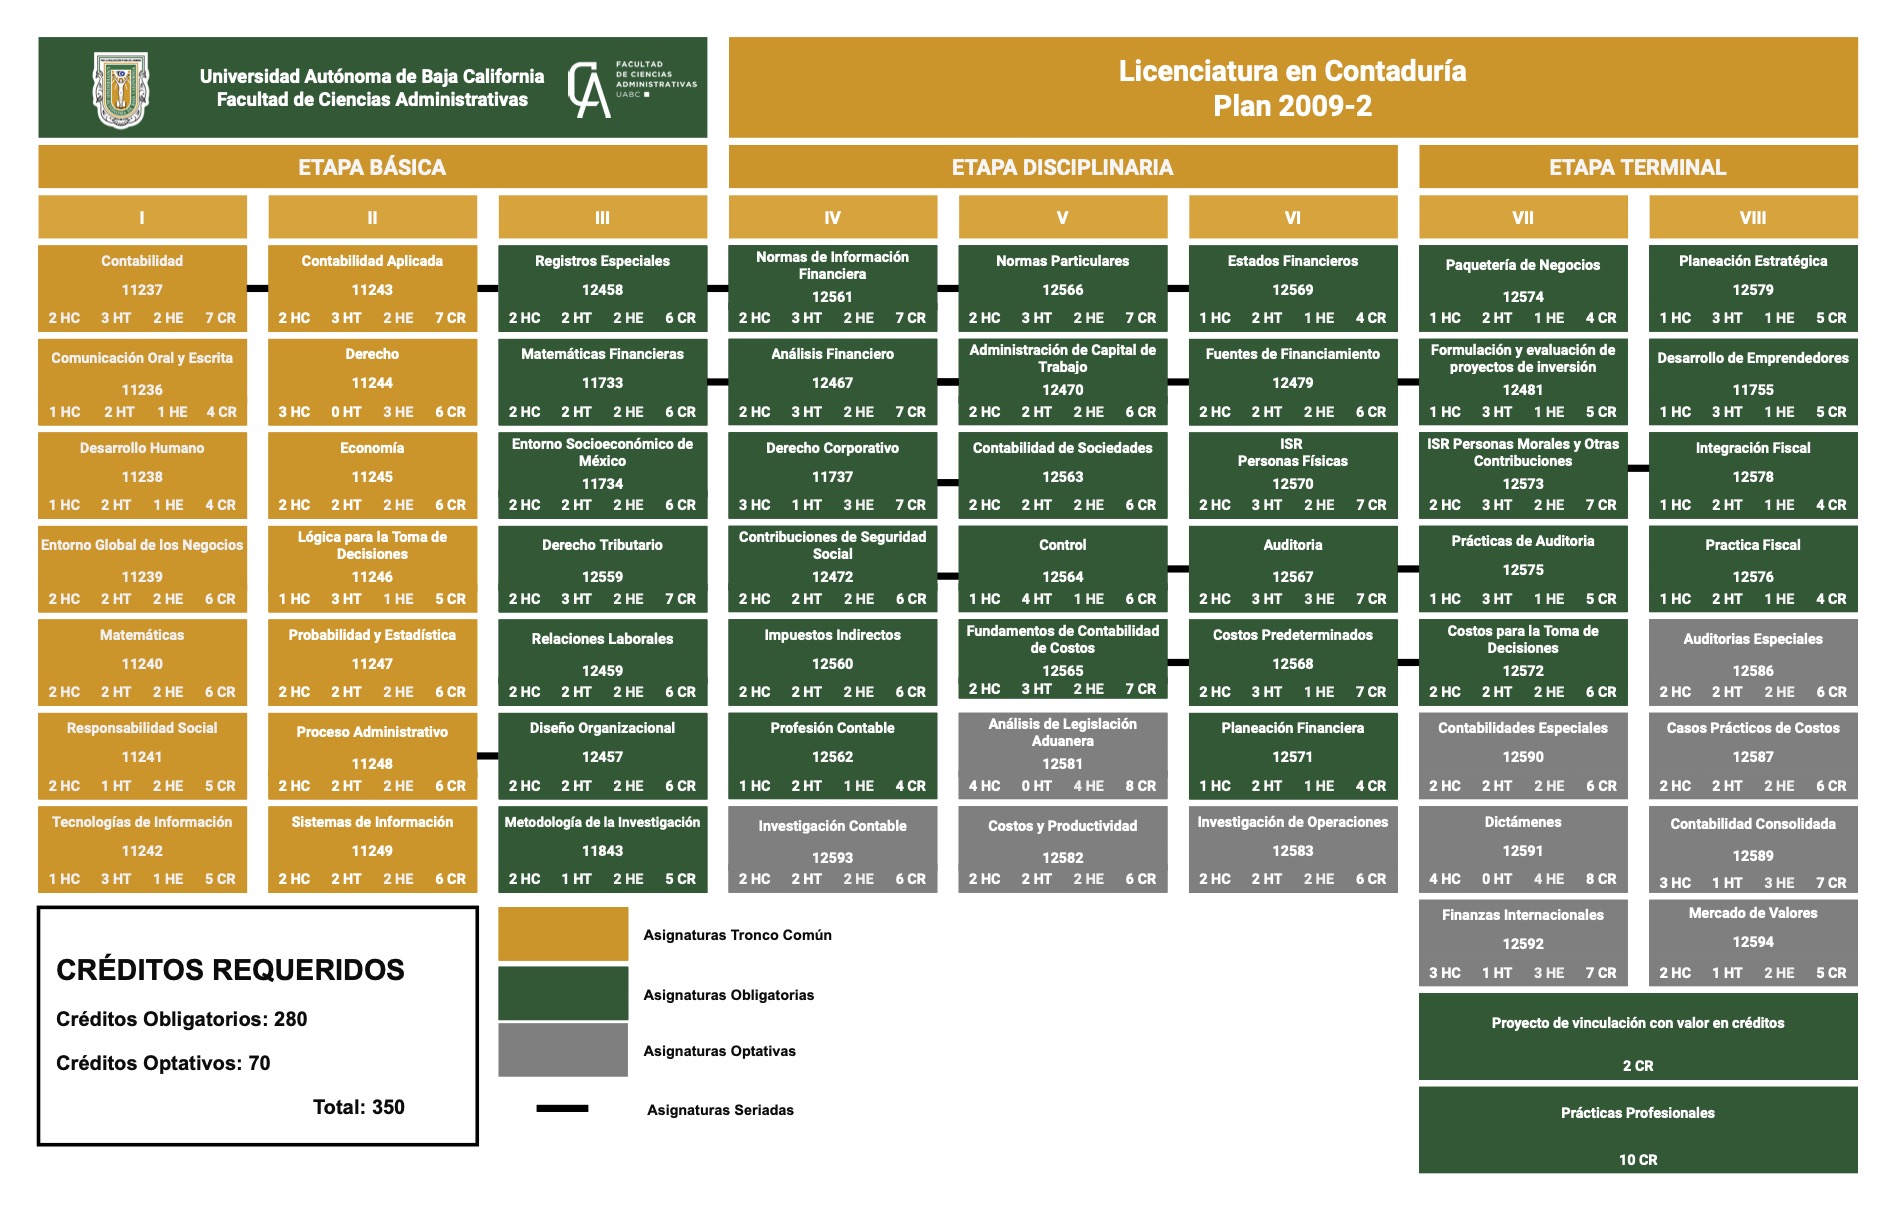 Universidad Autónoma de Baja California
Facultad de Ciencias Administrativas
CA
FACULTAD
DE CIENCIAS
ADMINISTRATIVAS
UABC
Licenciatura en Contaduría
Plan 2009-2
ETAPA BÁSICA
ETAPA DISCIPLINARIA
ETAPA TERMINAL
I
II
III
IV
V
VI
VII
VIII
Contabilidad
11237
2 HC 3 HT 2 HE 7 CR
Contabilidad Aplicada
11243
2 HC 3 HT 2 HE 7 CR
Registros Especiales
12458
2 HC 2 HT 2 HE 6 CR
Normas de Información
Financiera
12561
2 HC 3 HT 2 HE 7 CR
Normas Particulares
12566
2 HC 3 HT 2 HE 7 CR
Estados Financieros
12569
1 HC 2 HT 1 HE 4 CR
Paquetería de Negocios
12574
1 HC 2 HT 1 HE 4 CR
Planeación Estratégica
12579
1 HC 3 HT 1 HE 5 CR
Comunicación Oral y Escrita
11236
1 HC 2 HT 1 HE 4 CR
Derecho
11244
3 HC 0 HT 3 HE 6 CR
Matemáticas Financieras
11733
2 HC 2 HT 2 HE 6 CR
Análisis Financiero
12467
2 HC 3 HT 2 HE 7 CR
Administración de Capital de
Trabajo
12470
2 HC 2 HT 2 HE 6 CR
Fuentes de Financiamiento
12479
2 HC 2 HT 2 HE 6 CR
Formulación y evaluación de
proyectos de inversión
12481
1 HC 3 HT 1 HE 5 CR
Desarrollo de Emprendedores
11755
1 HC 3 HT 1 HE 5 CR
Desarrollo Humano
11238
1 HC 2 HT 1 HE 4 CR
Economía
11245
2 HC 2 HT 2 HE 6 CR
Entorno Socioeconómico de
México
11734
2 HC 2 HT 2 HE 6 CR
Derecho Corporativo
11737
3 HC 1 HT 3 HE 7 CR
Contabilidad de Sociedades
12563
2 HC 2 HT 2 HE 6 CR
ISR
Personas Físicas
12570
2 HC 3 HT 2 HE 7 CR
ISR Personas Morales y Otras
Contribuciones
12573
2 HC 3 HT 2 HE 7 CR
Integración Fiscal
12578
1 HC 2 HT 1 HE 4 CR
Entorno Global de los Negocios
11239
2 HC 2 HT 2 HE 6 CR
Lógica para la Toma de
Decisiones
11246
1 HC 3 HT 1 HE 5 CR
Derecho Tributario
12559
2 HC 3 HT 2 HE 7 CR
Contribuciones de Seguridad
Social
12472
2 HC 2 HT 2 HE 6 CR
Control
12564
1 HC 4 HT 1 HE 6 CR
Auditoria
12567
2 HC 3 HT 3 HE 7 CR
Prácticas de Auditoria
12575
1 HC 3 HT 1 HE 5 CR
Practica Fiscal
12576
1 HC 2 HT 1 HE 4 CR
Matemáticas
11240
2 HC 2 HT 2 HE 6 CR
Probabilidad y Estadística
11247
2 HC 2 HT 2 HE 6 CR
Relaciones Laborales
12459
2 HC 2 HT 2 HE 6 CR
Impuestos Indirectos
12560
2 HC 2 HT 2 HE 6 CR
Fundamentos de Contabilidad
de Costos
12565
2 HC 3 HT 2 HE 7 CR
Costos Predeterminados
12568
2 HC 3 HT 1 HE 7 CR
Costos para la Toma de
Decisiones
12572
2 HC 2 HT 2 HE 6 CR
Auditorias Especiales
12586
2 HC 2 HT 2 HE 6 CR
Responsabilidad Social
11241
2 HC 1 HT 2 HE 5 CR
Proceso Administrativo
11248
2 HC 2 HT 2 HE 6 CR
Diseño Organizacional
12457
2 HC 2 HT 2 HE 6 CR
Profesión Contable
12562
1 HC 2 HT 1 HE 4 CR
Análisis de Legislación
Aduanera
12581
4 HC 0 HT 4 HE 8 CR
Planeación Financiera
12571
1 HC 2 HT 1 HE 4 CR
Contabilidades Especiales
12590
2 HC 2 HT 2 HE 6 CR
Casos Prácticos de Costos
12587
2 HC 2 HT 2 HE 6 CR
Tecnologías de Información
11242
1 HC 3 HT 1 HE 5 CR
Sistemas de Información
11249
2 HC 2 HT 2 HE 6 CR
Metodología de la Investigación
11843
2 HC 1 HT 2 HE 5 CR
Investigación Contable
12593
2 HC 2 HT 2 HE 6 CR
Costos y Productividad
12582
2 HC 2 HT 2 HE 6 CR
Investigación de Operaciones
12583
2 HC 2 HT 2 HE 6 CR
Dictámenes
12591
4 HC 0 HT 4 HE 8 CR
Contabilidad Consolidada
12589
3 HC 1 HT 3 HE 7 CR
Finanzas Internacionales
12592
3 HC 1 HT 3 HE 7 CR
Mercado de Valores
12594
2 HC 1 HT 2 HE 5 CR
Proyecto de vinculación con valor en créditos
2 CR
Prácticas Profesionales
10 CR
CRÉDITOS REQUERIDOS
Créditos Obligatorios: 280
Créditos Optativos: 70
Total: 350
Asignaturas Tronco Común
Asignaturas Obligatorias
Asignaturas Optativas
Asignaturas Seriadas